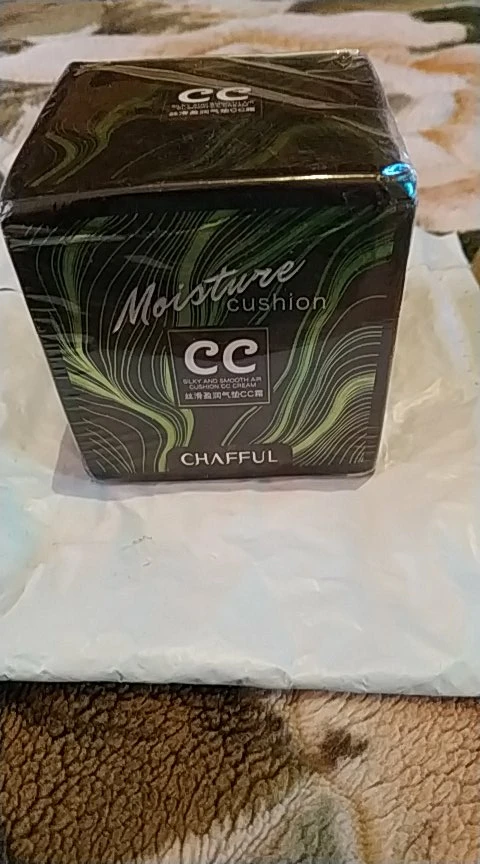 CC
Moisture
cushion
CC
SILKY AND SMOOTH AIR
CUSHION CC CREAM
丝滑盈润气垫CC霜
CHAFFUL